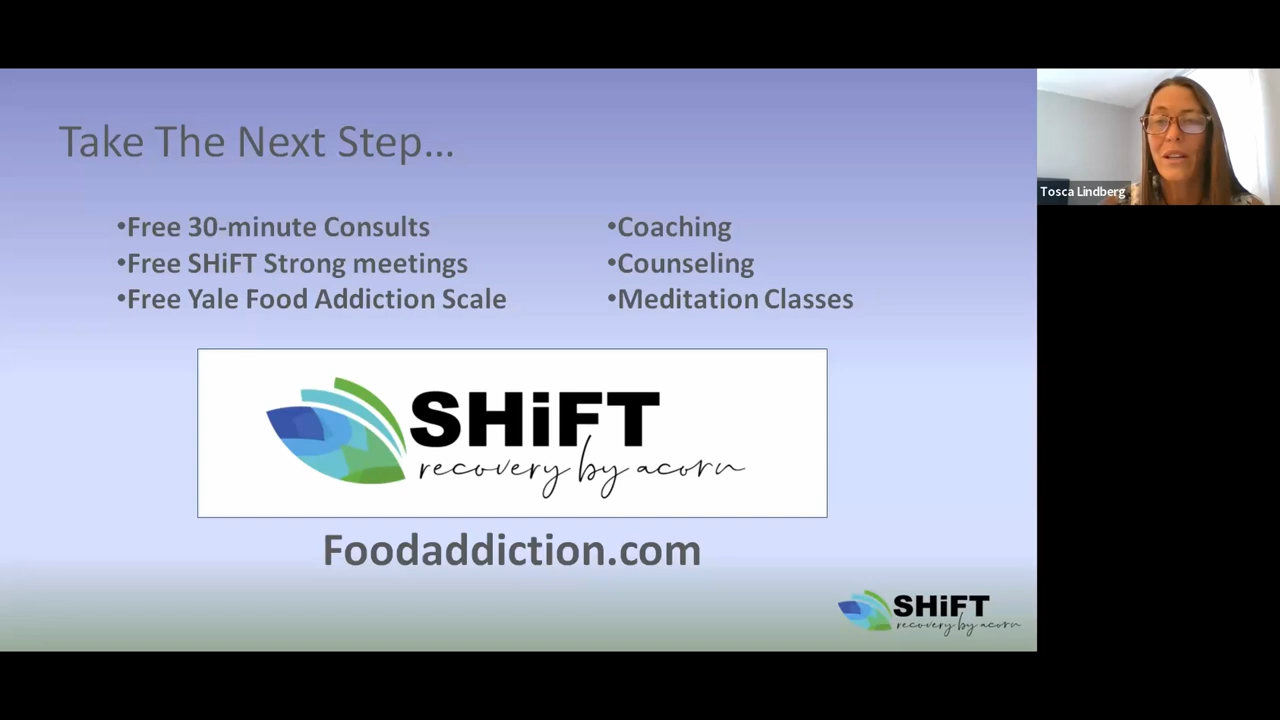 Take The Next Step...
•Free 30-minute Consults
•Free SHiFT Strong meetings
•Free Yale Food Addiction Scale
•Coaching
•Counseling
•Meditation Classes
SHiFT
recovery by acorn
Foodaddiction.com
SHiFT
recovery by acorn
Tosca Lindberg